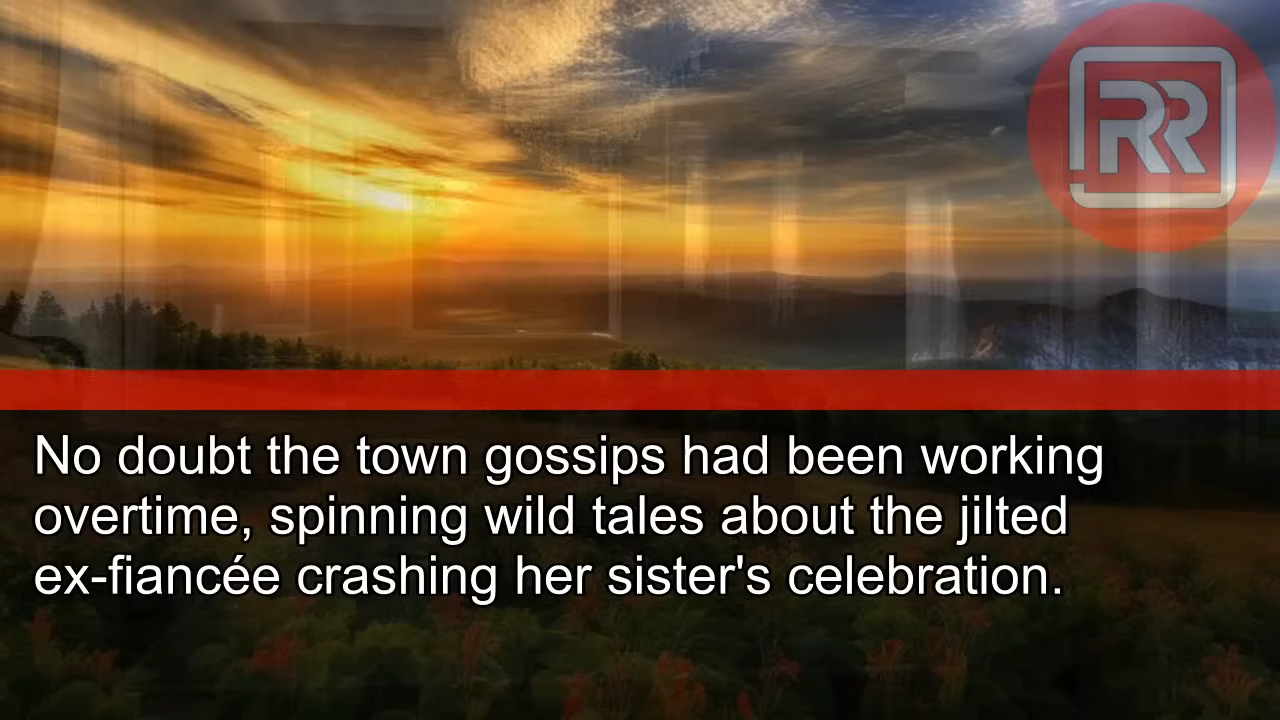 RR
No doubt the town gossips had been working
overtime, spinning wild tales about the jilted
ex-fiancée crashing her sister's celebration.